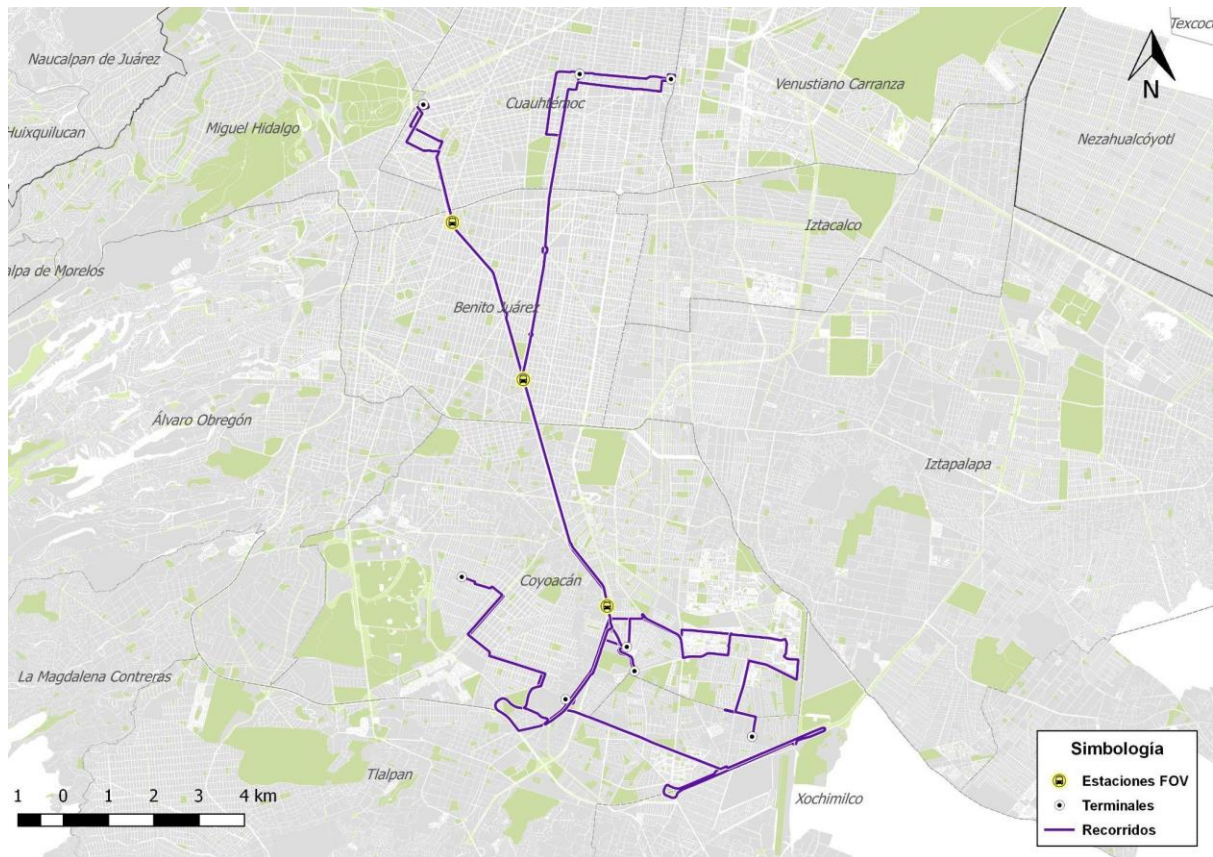 Texcoco
Naucalpan de Juárez
Venustiano Carranza
N
Cuauhtémoc
Miguel Hidalgo
Huixquilucan
Nezahualcóyotl
Iztacalco
alpa de Morelos
Benito Juárez
Álvaro Obregón
Iztapalapa
Coyoacán
La Magdalena Contreras
Tlalpan
Xochimilco
Simbología
Estaciones FOV
Terminales
Recorridos
1 0 1 2 3 4 km